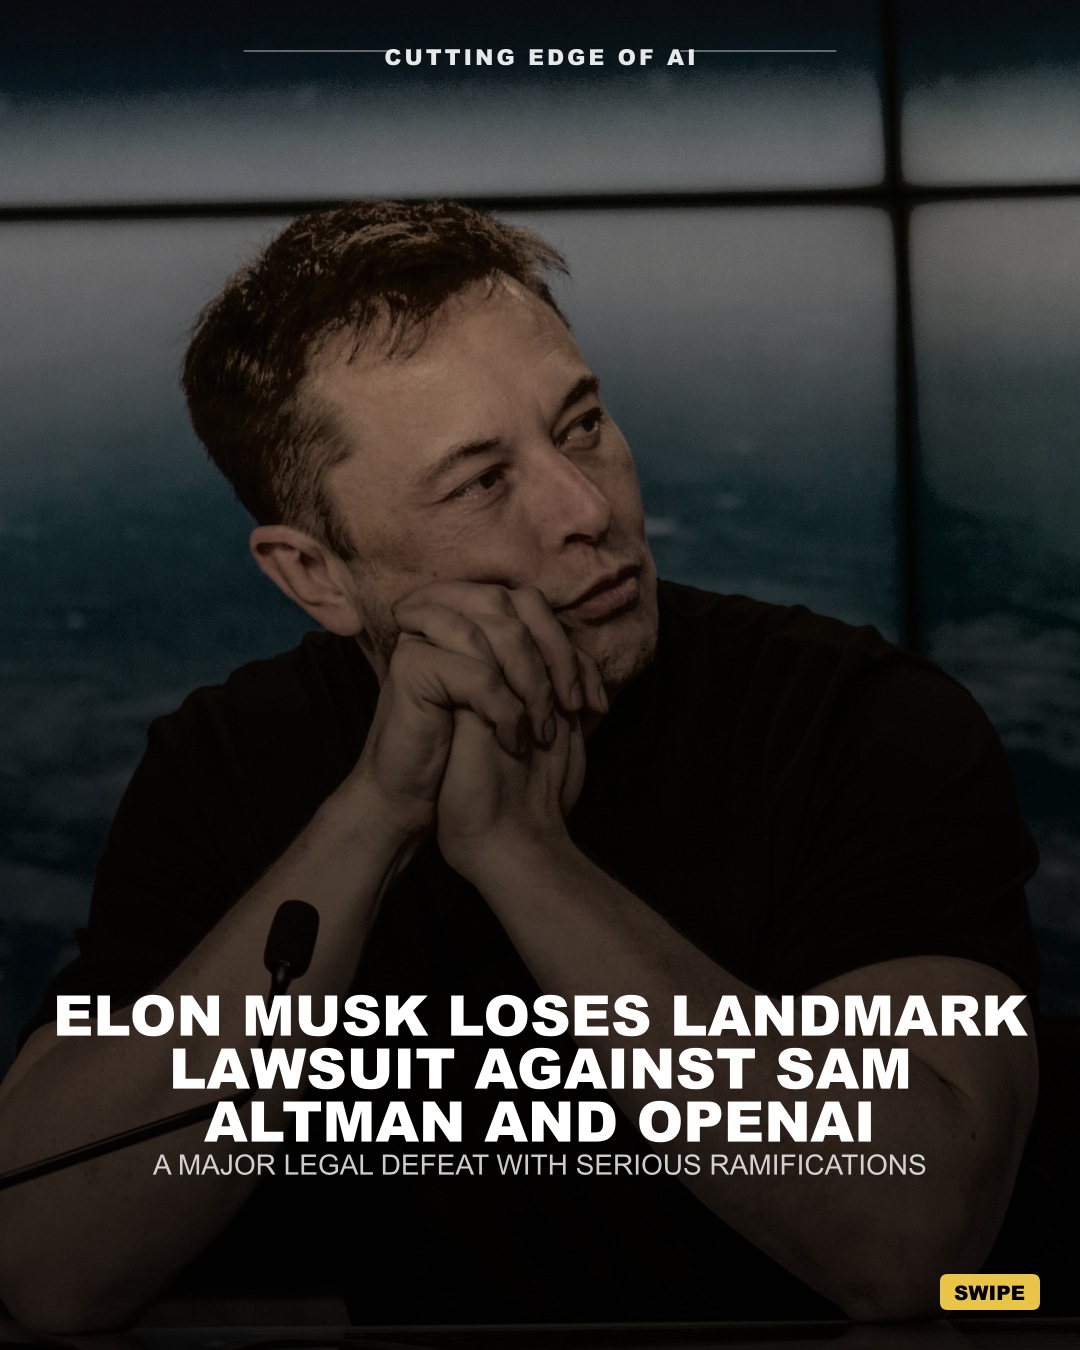 CUTTING EDGE OF AI
ELON MUSK LOSES LANDMARK
LAWSUIT AGAINST SAM
ALTMAN AND OPENAI
A MAJOR LEGAL DEFEAT WITH SERIOUS RAMIFICATIONS
SWIPE